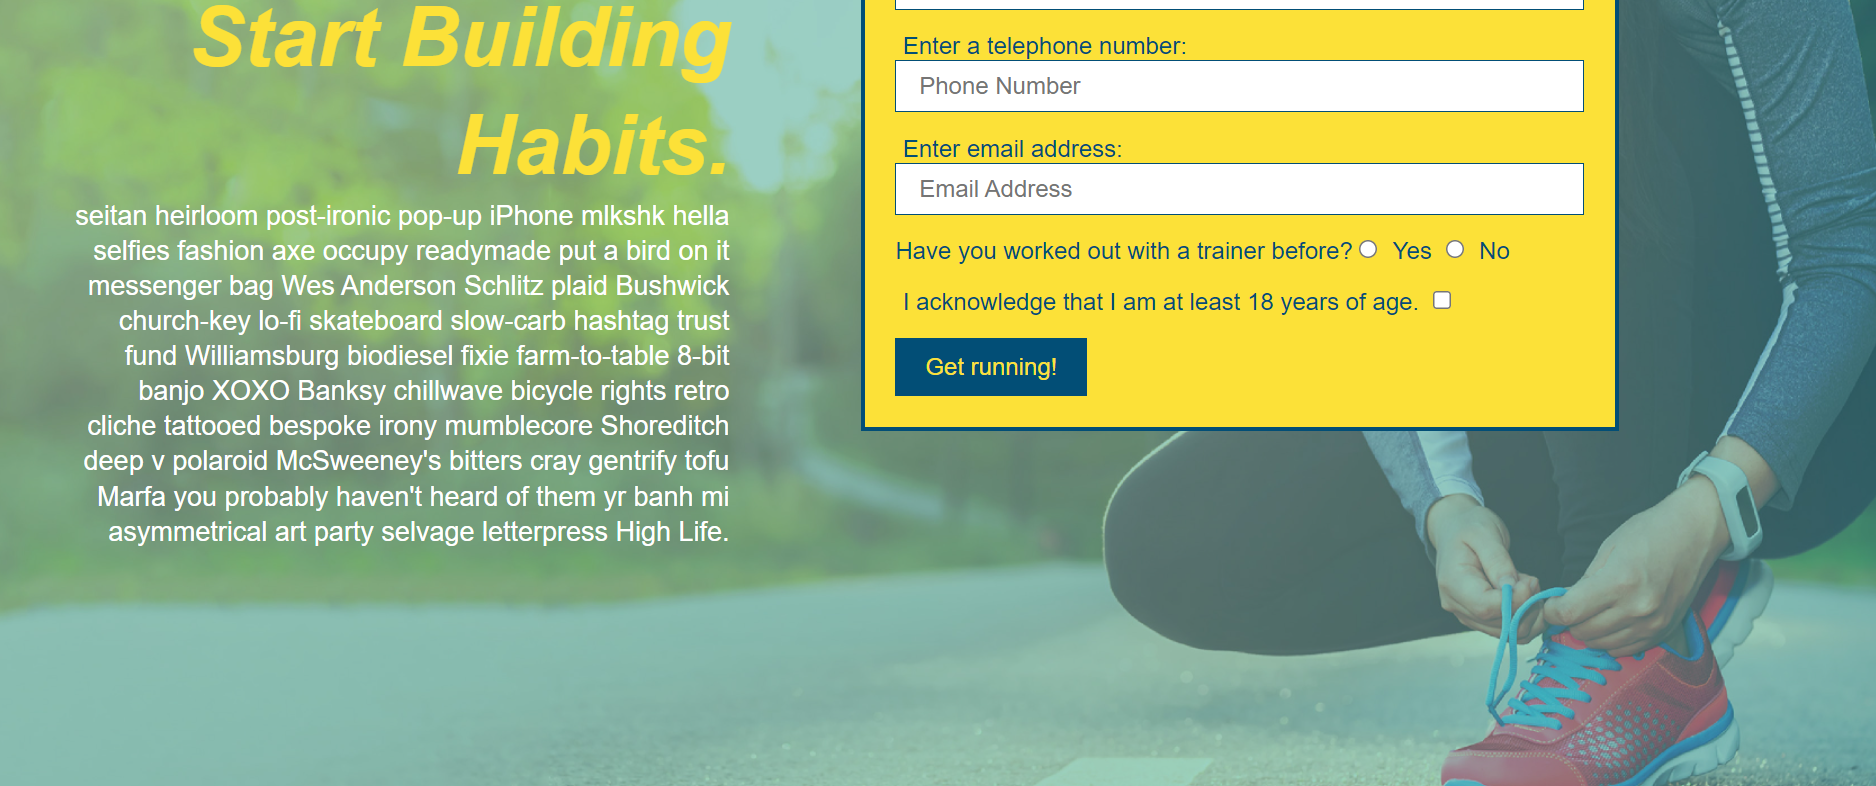 Start Building
Habits.
seitan heirloom post-ironic pop-up iPhone mlkshk hella
selfies fashion axe occupy readymade put a bird on it
messenger bag Wes Anderson Schlitz plaid Bushwick
church-key lo-fi skateboard slow-carb hashtag trust
fund Williamsburg biodiesel fixie farm-to-table 8-bit
banjo XOXO Banksy chillwave bicycle rights retro
cliche tattooed bespoke irony mumblecore Shoreditch
deep v polaroid McSweeney's bitters cray gentrify tofu
Marfa you probably haven't heard of them yr banh mi
asymmetrical art party selvage letterpress High Life.
Enter a telephone number:
Phone Number
Enter email address:
Email Address
Have you worked out with a trainer before? Yes No
I acknowledge that I am at least 18 years of age.
Get running!